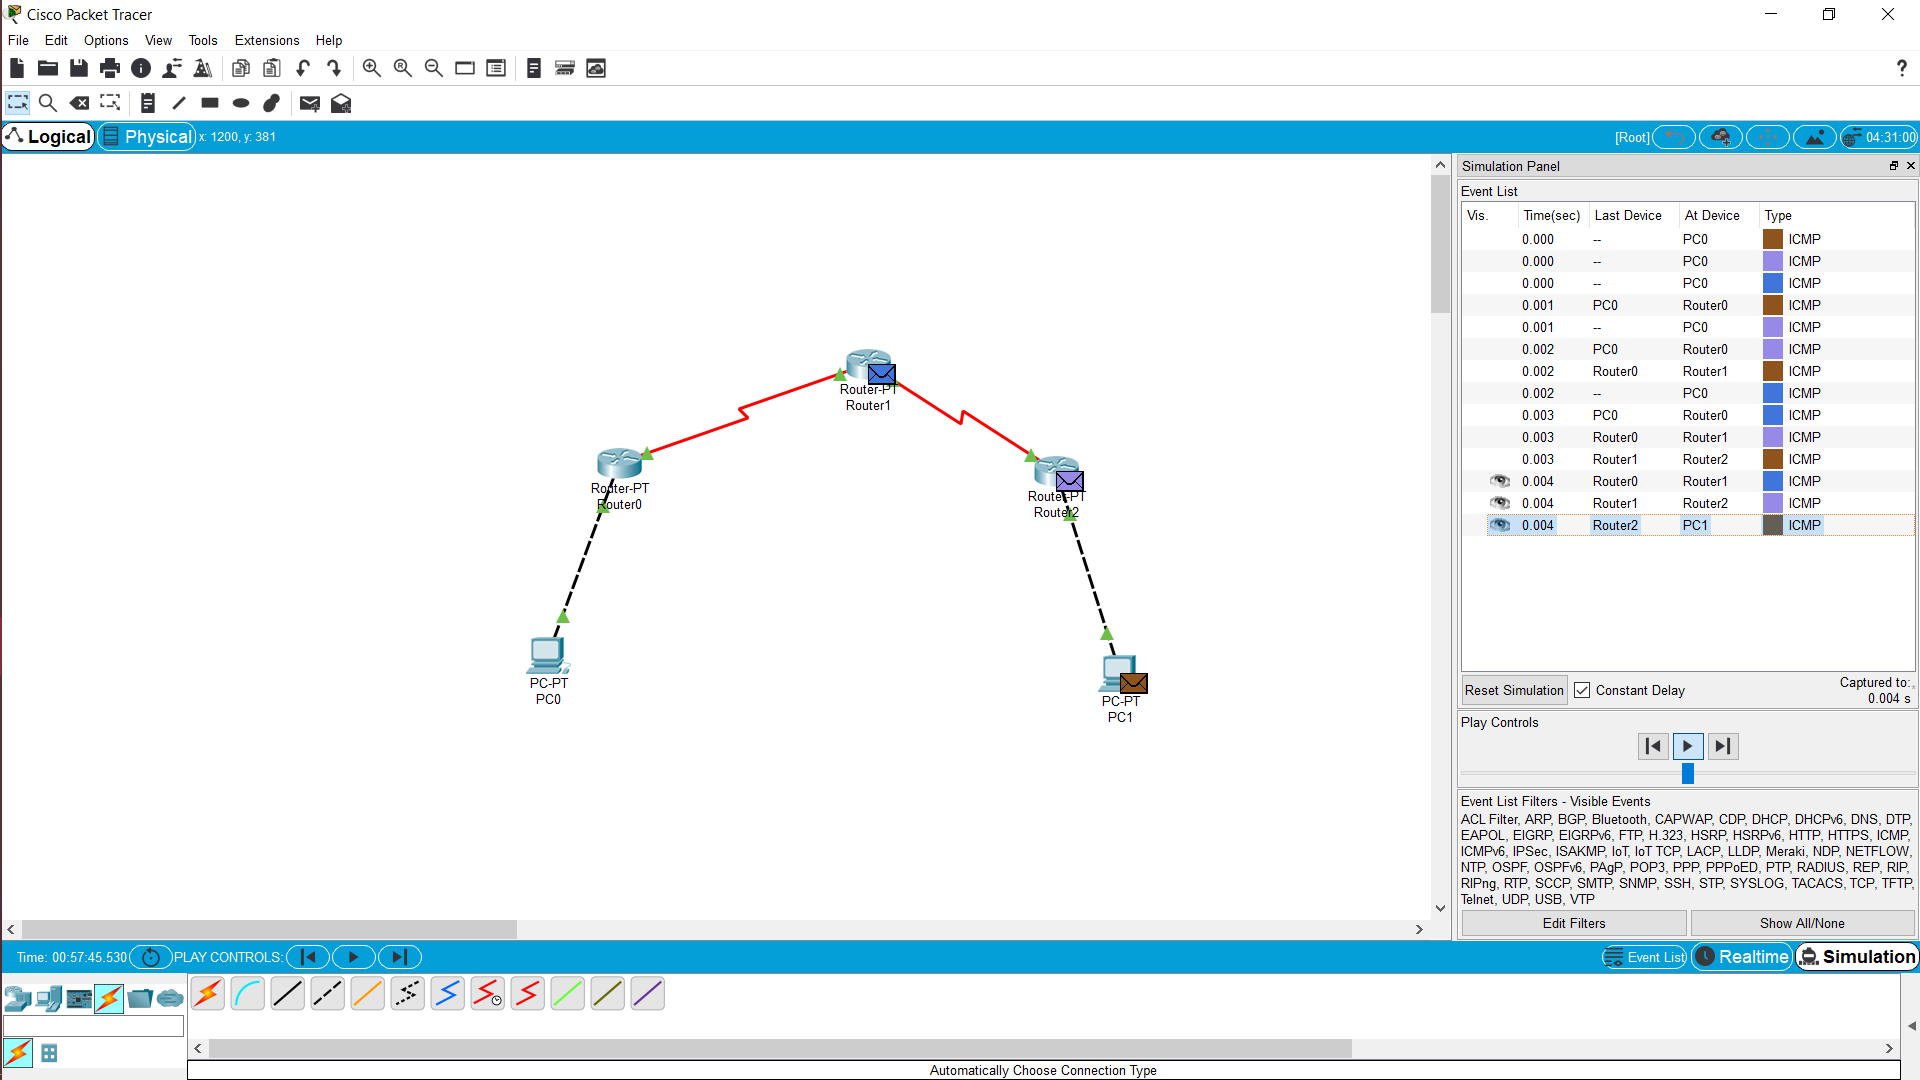 Cisco Packet Tracer
File Edit Options View Tools Extensions Help
?
Logical Physical x: 1200, y: 381 [Root] 04:31:00
Simulation Panel
Event List
Vis. Time(sec) Last Device At Device Type
0.000 -- PC0 ICMP
0.000 -- PC0 ICMP
0.000 -- PC0 ICMP
0.001 PC0 Router0 ICMP
0.001 -- PC0 ICMP
0.002 PC0 Router0 ICMP
0.002 Router0 Router1 ICMP
0.002 -- PC0 ICMP
0.003 PC0 Router0 ICMP
0.003 Router0 Router1 ICMP
0.003 Router1 Router2 ICMP
0.004 Router0 Router1 ICMP
0.004 Router1 Router2 ICMP
0.004 Router2 PC1 ICMP
Router-PT
Router1
Router-PT
Router0
Router-PT
Router2
PC-PT
PC0
PC-PT
PC1
Reset Simulation Constant Delay Captured to:
0.004 s
Play Controls
Event List Filters - Visible Events
ACL Filter, ARP, BGP, Bluetooth, CAPWAP, CDP, DHCP, DHCPv6, DNS, DTP,
EAPOL, EIGRP, EIGRPv6, FTP, H.323, HSRP, HSRPv6, HTTP, HTTPS, ICMP,
ICMPv6, IPSec, ISAKMP, IoT, IoT TCP, LACP, LLDP, Meraki, NDP, NETFLOW,
NTP, OSPF, OSPFv6, PAgP, POP3, PPP, PPPoED, PTP, RADIUS, REP, RIP,
RIPng, RTP, SCCP, SMTP, SNMP, SSH, STP, SYSLOG, TACACS, TCP, TFTP,
Telnet, UDP, USB, VTP
Edit Filters Show All/None
Time: 00:57:45.530 PLAY CONTROLS: Event List Realtime Simulation
Automatically Choose Connection Type